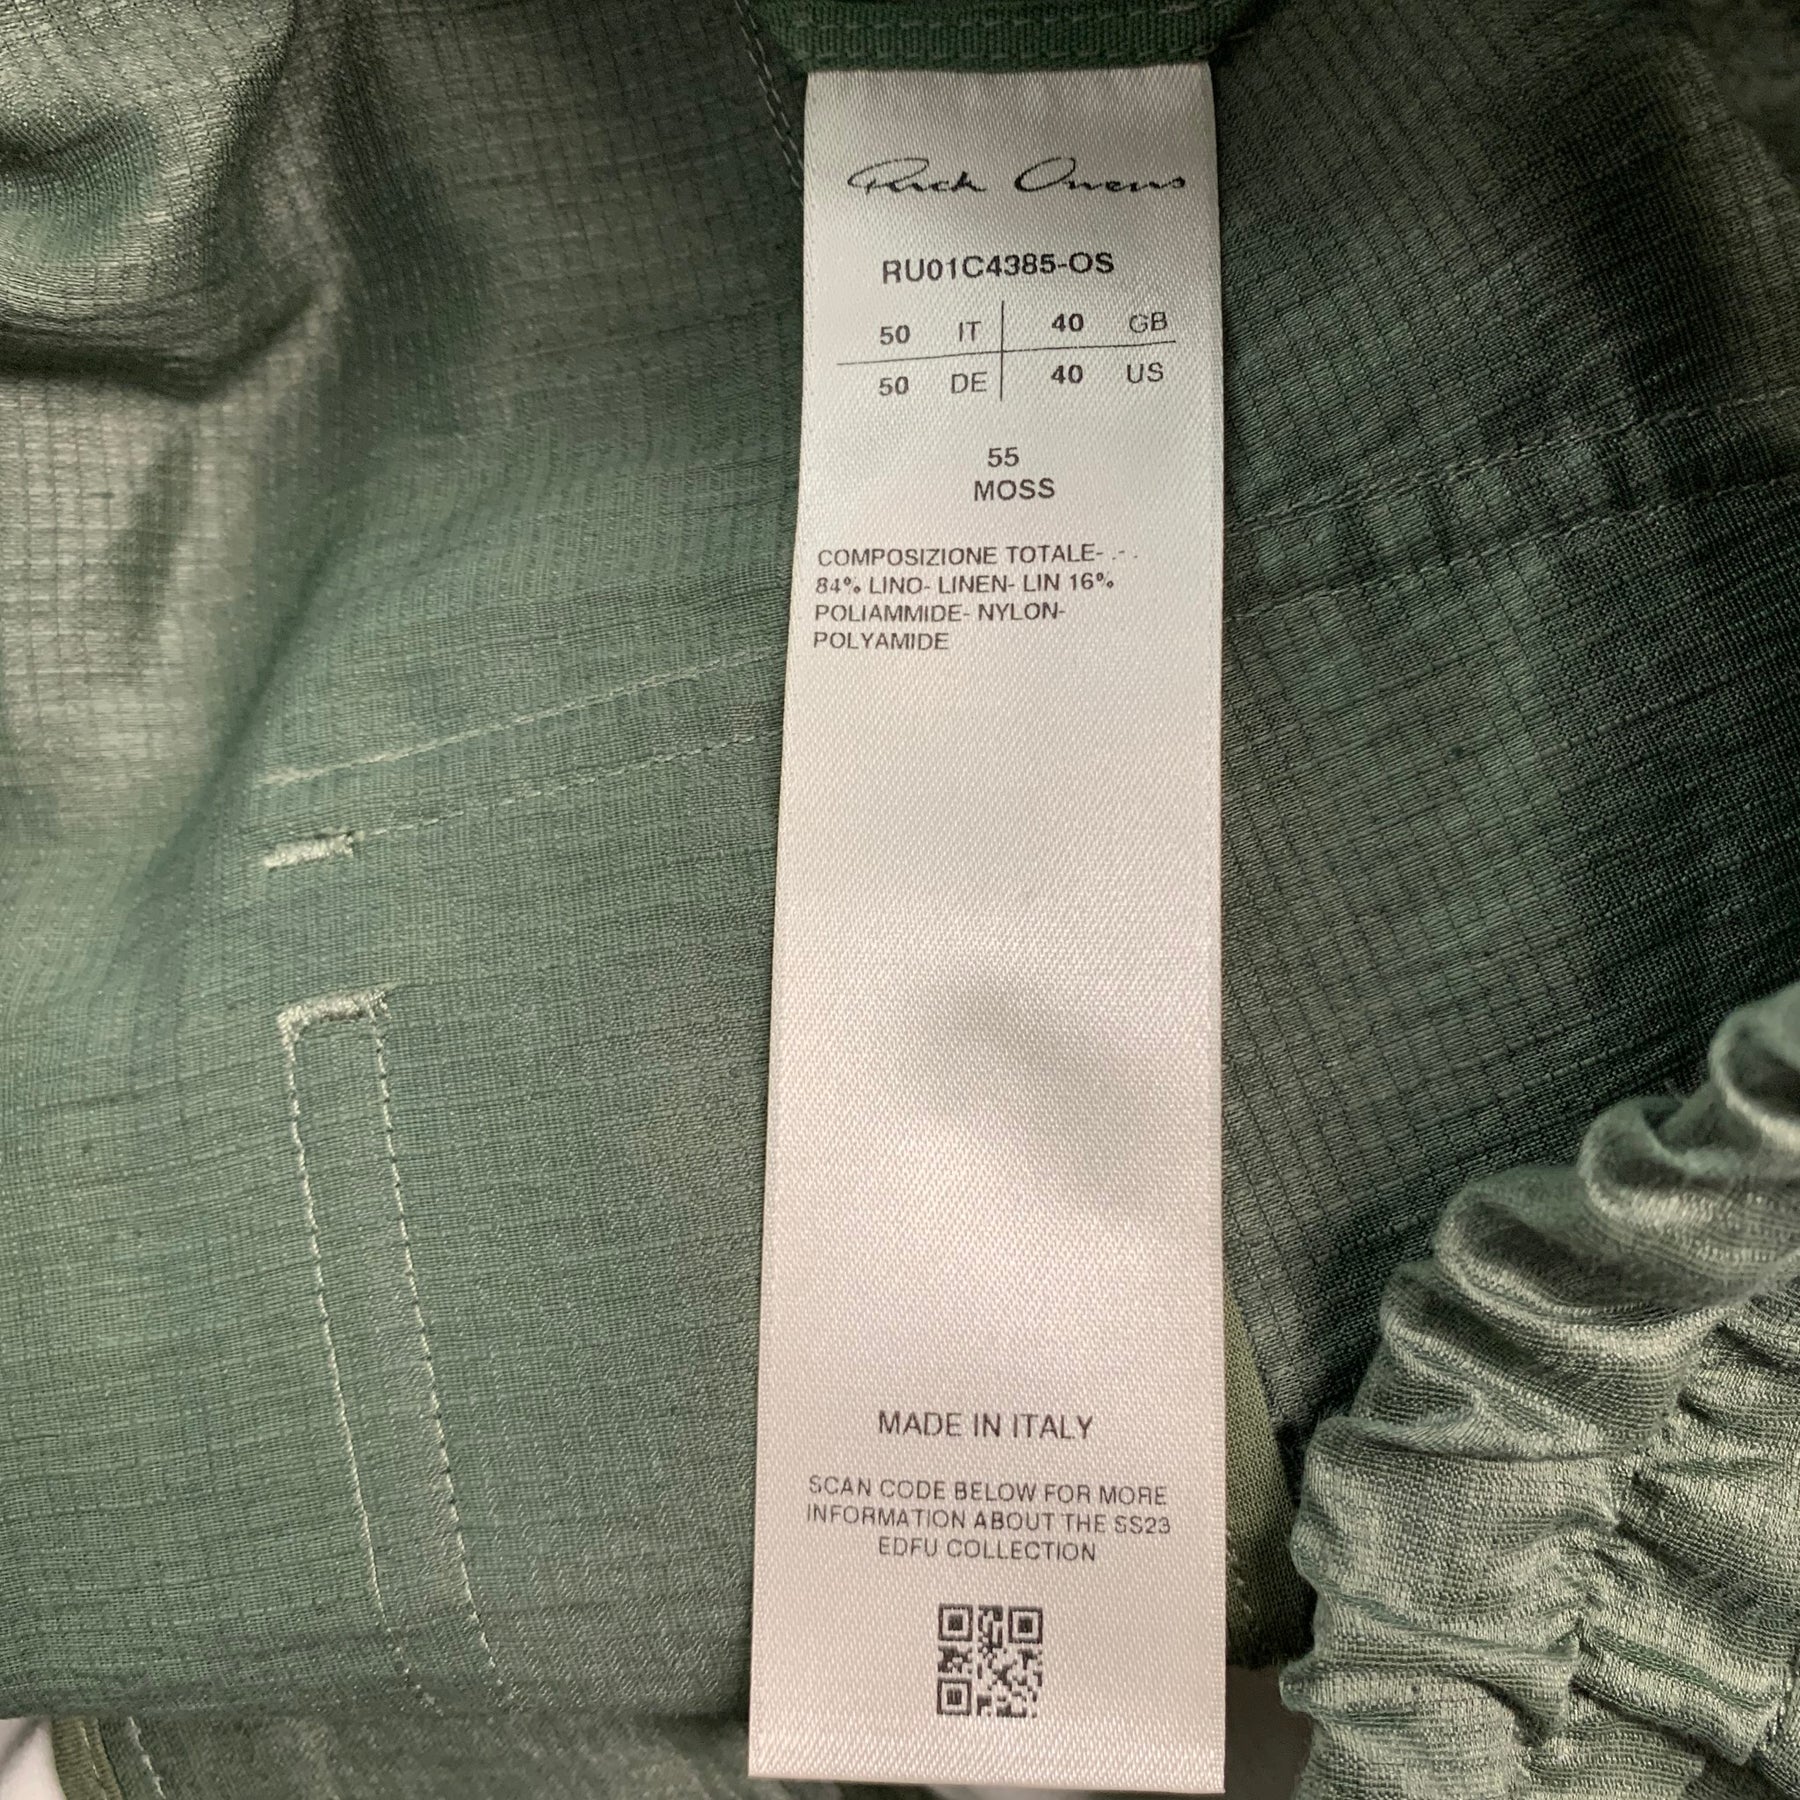 Rick Owens
RU01C4385-OS
50 IT 40 GB
50 DE 40 US
55
MOSS
COMPOSIZIONE TOTALE- .- .
84% LINO- LINEN- LIN 16%
POLIAMMIDE- NYLON-
POLYAMIDE
MADE IN ITALY
SCAN CODE BELOW FOR MORE
INFORMATION ABOUT THE SS23
EDFU COLLECTION